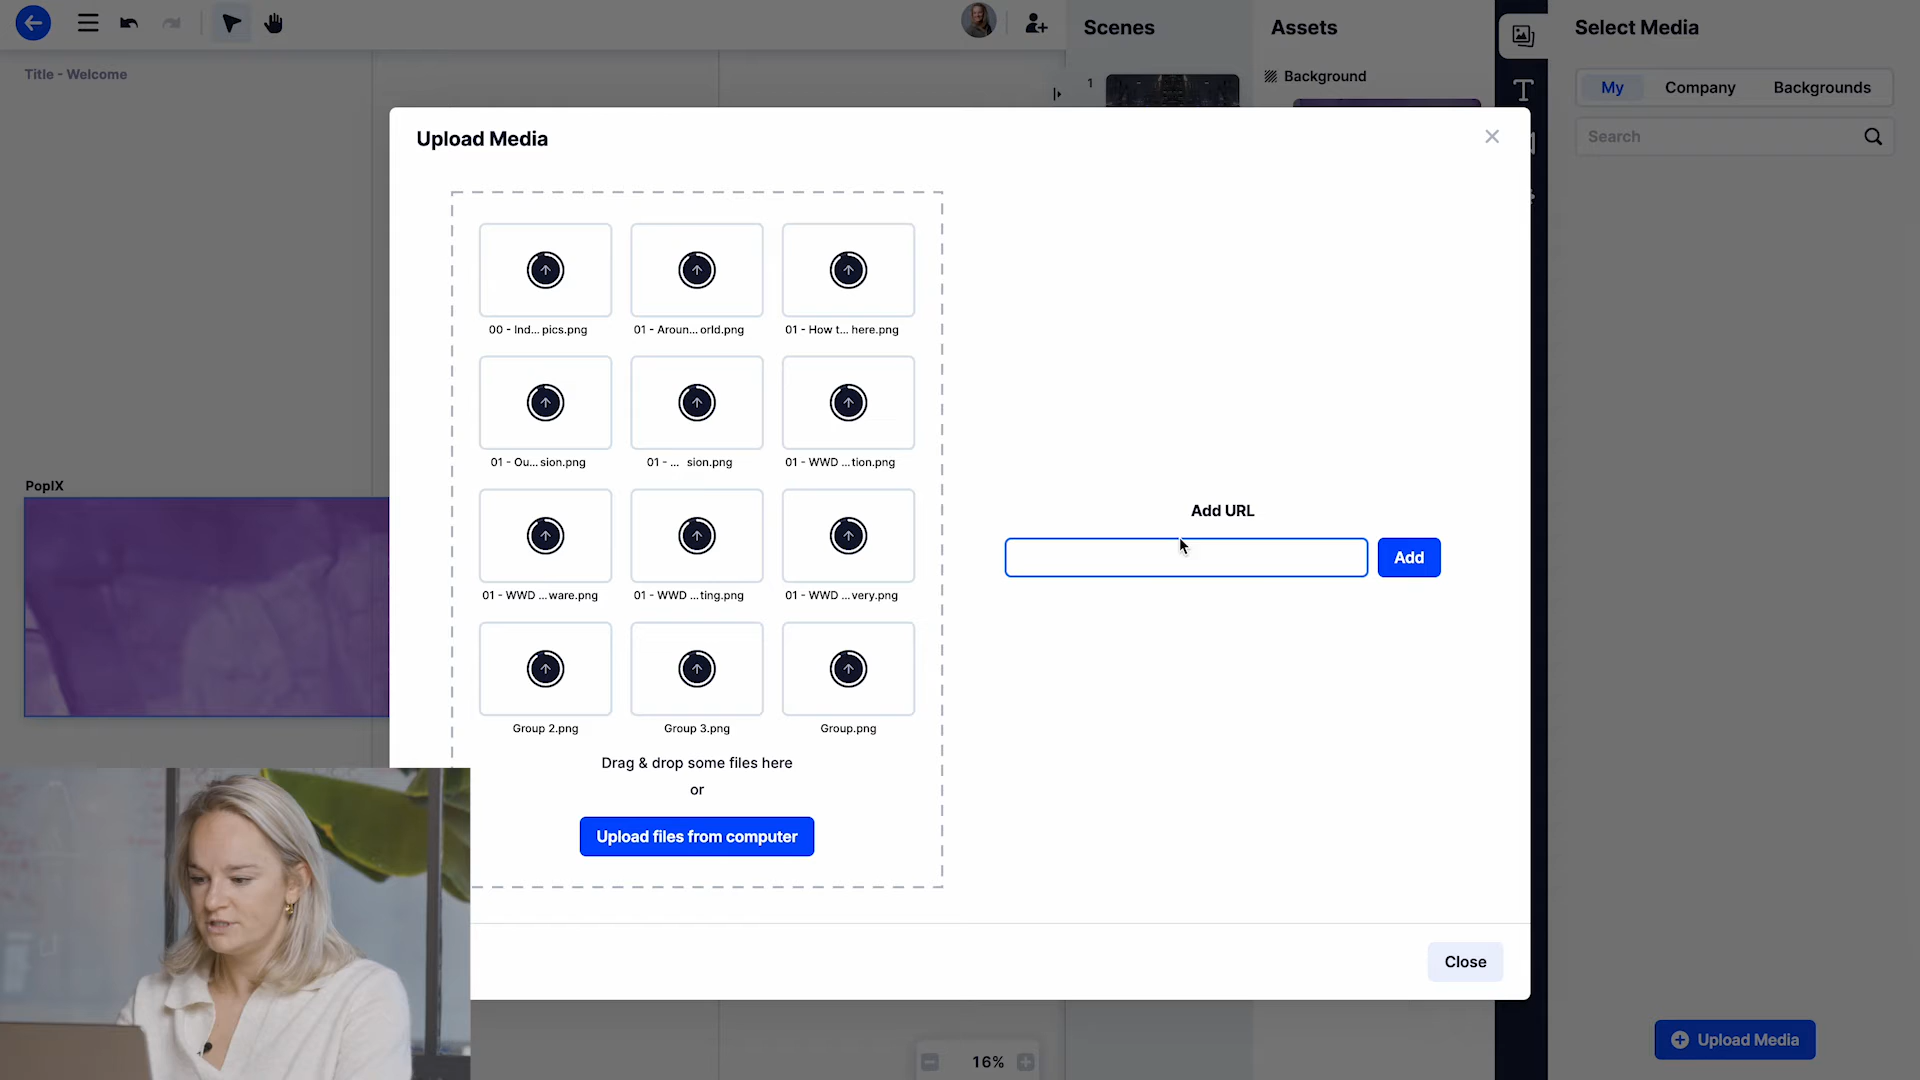 Scenes
Assets
Select Media
Title - Welcome
1
Background
My
Company
Backgrounds
Search
Upload Media
00 - Ind... pics.png
01 - Aroun... orld.png
01 - How t... here.png
01 - Ou... sion.png
01 - ... sion.png
01 - WWD ...tion.png
PopIX
Add URL
Add
01 - WWD ...ware.png
01 - WWD ...ting.png
01 - WWD ...very.png
Group 2.png
Group 3.png
Group.png
Drag & drop some files here
or
Upload files from computer
Close
Upload Media
16%